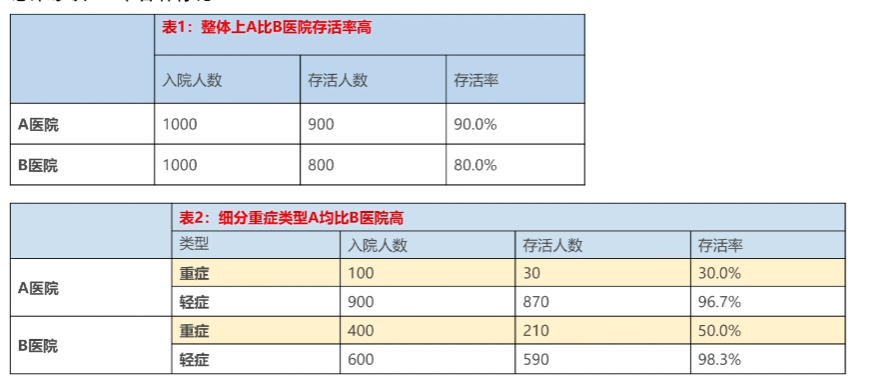 表1：整体上A比B医院存活率高
入院人数 存活人数 存活率
A医院 1000 900 90.0%
B医院 1000 800 80.0%
表2：细分重症类型A均比B医院高
类型 入院人数 存活人数 存活率
A医院
重症 100 30 30.0%
轻症 900 870 96.7%
B医院
重症 400 210 50.0%
轻症 600 590 98.3%